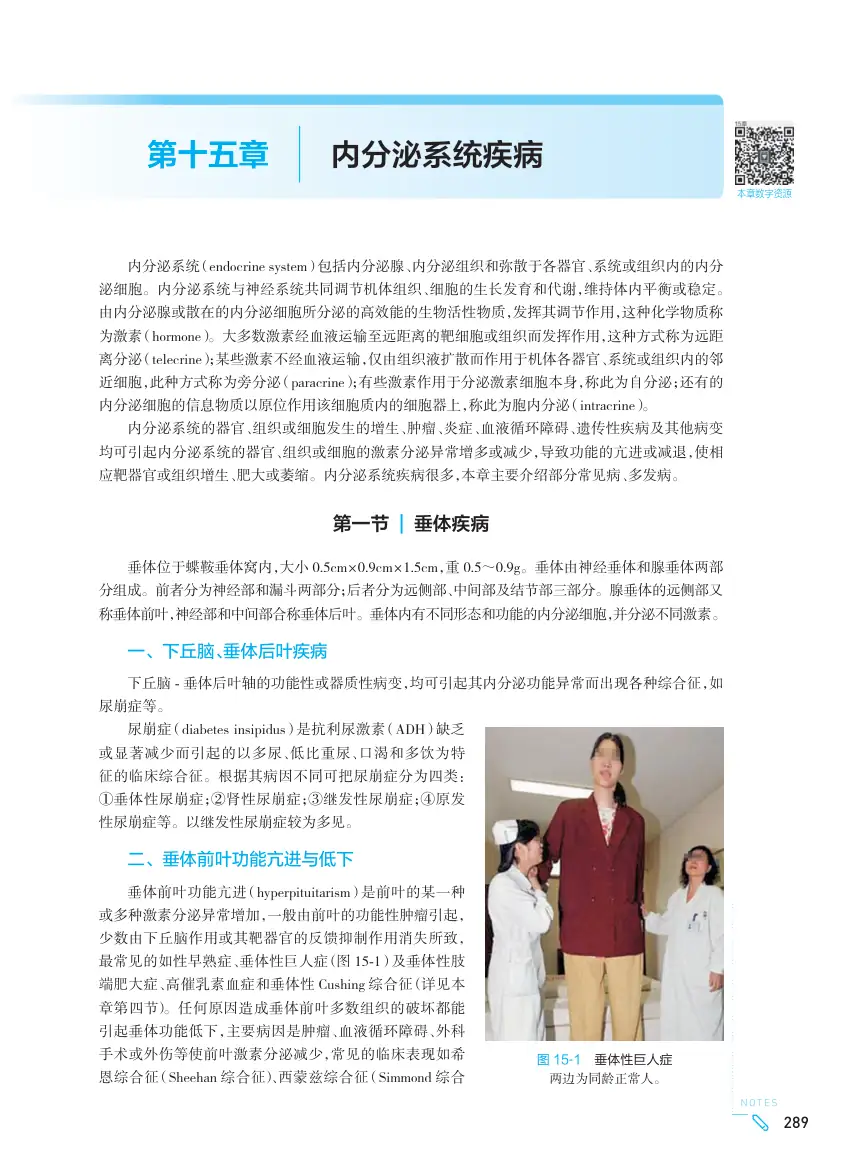 第十五章
内分泌系统疾病
15章
本章数字资源
内分泌系统(endocrine system)包括内分泌腺、内分泌组织和弥散于各器官、系统或组织内的内分
泌细胞。内分泌系统与神经系统共同调节机体组织、细胞的生长发育和代谢,维持体内平衡或稳定。
由内分泌腺或散在的内分泌细胞所分泌的高效能的生物活性物质,发挥其调节作用,这种化学物质称
为激素(hormone)。大多数激素经血液运输至远距离的靶细胞或组织而发挥作用,这种方式称为远距
离分泌(telecrine);某些激素不经血液运输,仅由组织液扩散而作用于机体各器官、系统或组织内的邻
近细胞,此种方式称为旁分泌(paracrine);有些激素作用于分泌激素细胞本身,称此为自分泌;还有的
内分泌细胞的信息物质以原位作用该细胞质内的细胞器上,称此为胞内分泌(intracrine)。
内分泌系统的器官、组织或细胞发生的增生、肿瘤、炎症、血液循环障碍、遗传性疾病及其他病变
均可引起内分泌系统的器官、组织或细胞的激素分泌异常增多或减少,导致功能的亢进或减退,使相
应靶器官或组织增生、肥大或萎缩。内分泌系统疾病很多,本章主要介绍部分常见病、多发病。
第一节 | 垂体疾病
垂体位于蝶鞍垂体窝内,大小 0.5cm×0.9cm×1.5cm,重 0.5～0.9g。垂体由神经垂体和腺垂体两部
分组成。前者分为神经部和漏斗两部分;后者分为远侧部、中间部及结节部三部分。腺垂体的远侧部又
称垂体前叶,神经部和中间部合称垂体后叶。垂体内有不同形态和功能的内分泌细胞,并分泌不同激素。
一、下丘脑、垂体后叶疾病
下丘脑 - 垂体后叶轴的功能性或器质性病变,均可引起其内分泌功能异常而出现各种综合征,如
尿崩症等。
尿崩症(diabetes insipidus)是抗利尿激素(ADH)缺乏
或显著减少而引起的以多尿、低比重尿、口渴和多饮为特
征的临床综合征。根据其病因不同可把尿崩症分为四类:
①垂体性尿崩症;②肾性尿崩症;③继发性尿崩症;④原发
性尿崩症等。以继发性尿崩症较为多见。
二、垂体前叶功能亢进与低下
垂体前叶功能亢进(hyperpituitarism)是前叶的某一种
或多种激素分泌异常增加,一般由前叶的功能性肿瘤引起,
少数由下丘脑作用或其靶器官的反馈抑制作用消失所致,
最常见的如性早熟症、垂体性巨人症(图 15-1)及垂体性肢
端肥大症、高催乳素血症和垂体性 Cushing 综合征(详见本
章第四节)。任何原因造成垂体前叶多数组织的破坏都能
引起垂体功能低下,主要病因是肿瘤、血液循环障碍、外科
手术或外伤等使前叶激素分泌减少,常见的临床表现如希
恩综合征(Sheehan 综合征)、西蒙兹综合征(Simmond 综合
图 15-1 垂体性巨人症
两边为同龄正常人。
NOTES
289